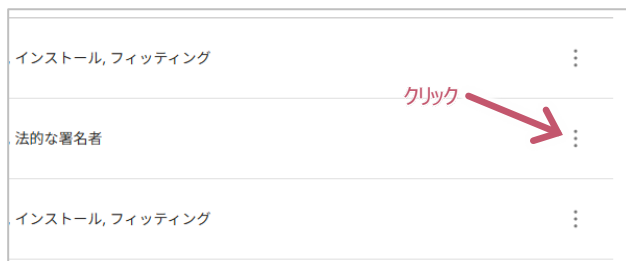 , インストール, フィッティング
クリック
, 法的な署名者
, インストール, フィッティング